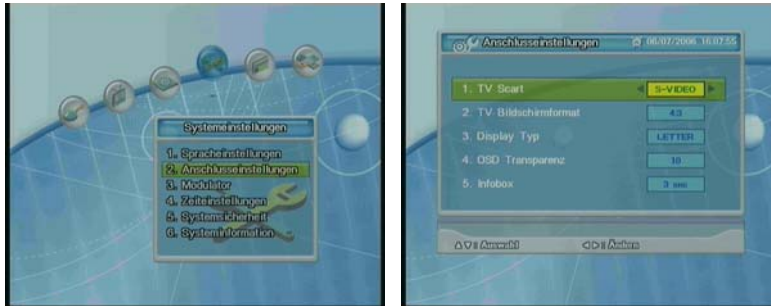 Systemeinstellungen
1. Spracheinstellungen
2. Anschlusseinstellungen
3. Modulator
4. Zeiteinstellungen
5. Systemsicherheit
6. Systeminformation
Anschlusseinstellungen 06/07/2006 16:07:55
1. TV Scart S-VIDEO
2. TV Bildschirmformat 4:3
3. Display Typ LETTER
4. OSD Transparenz 10
5. Infobox 3 sec
△▽: Auswahl ◁▷: Ändern